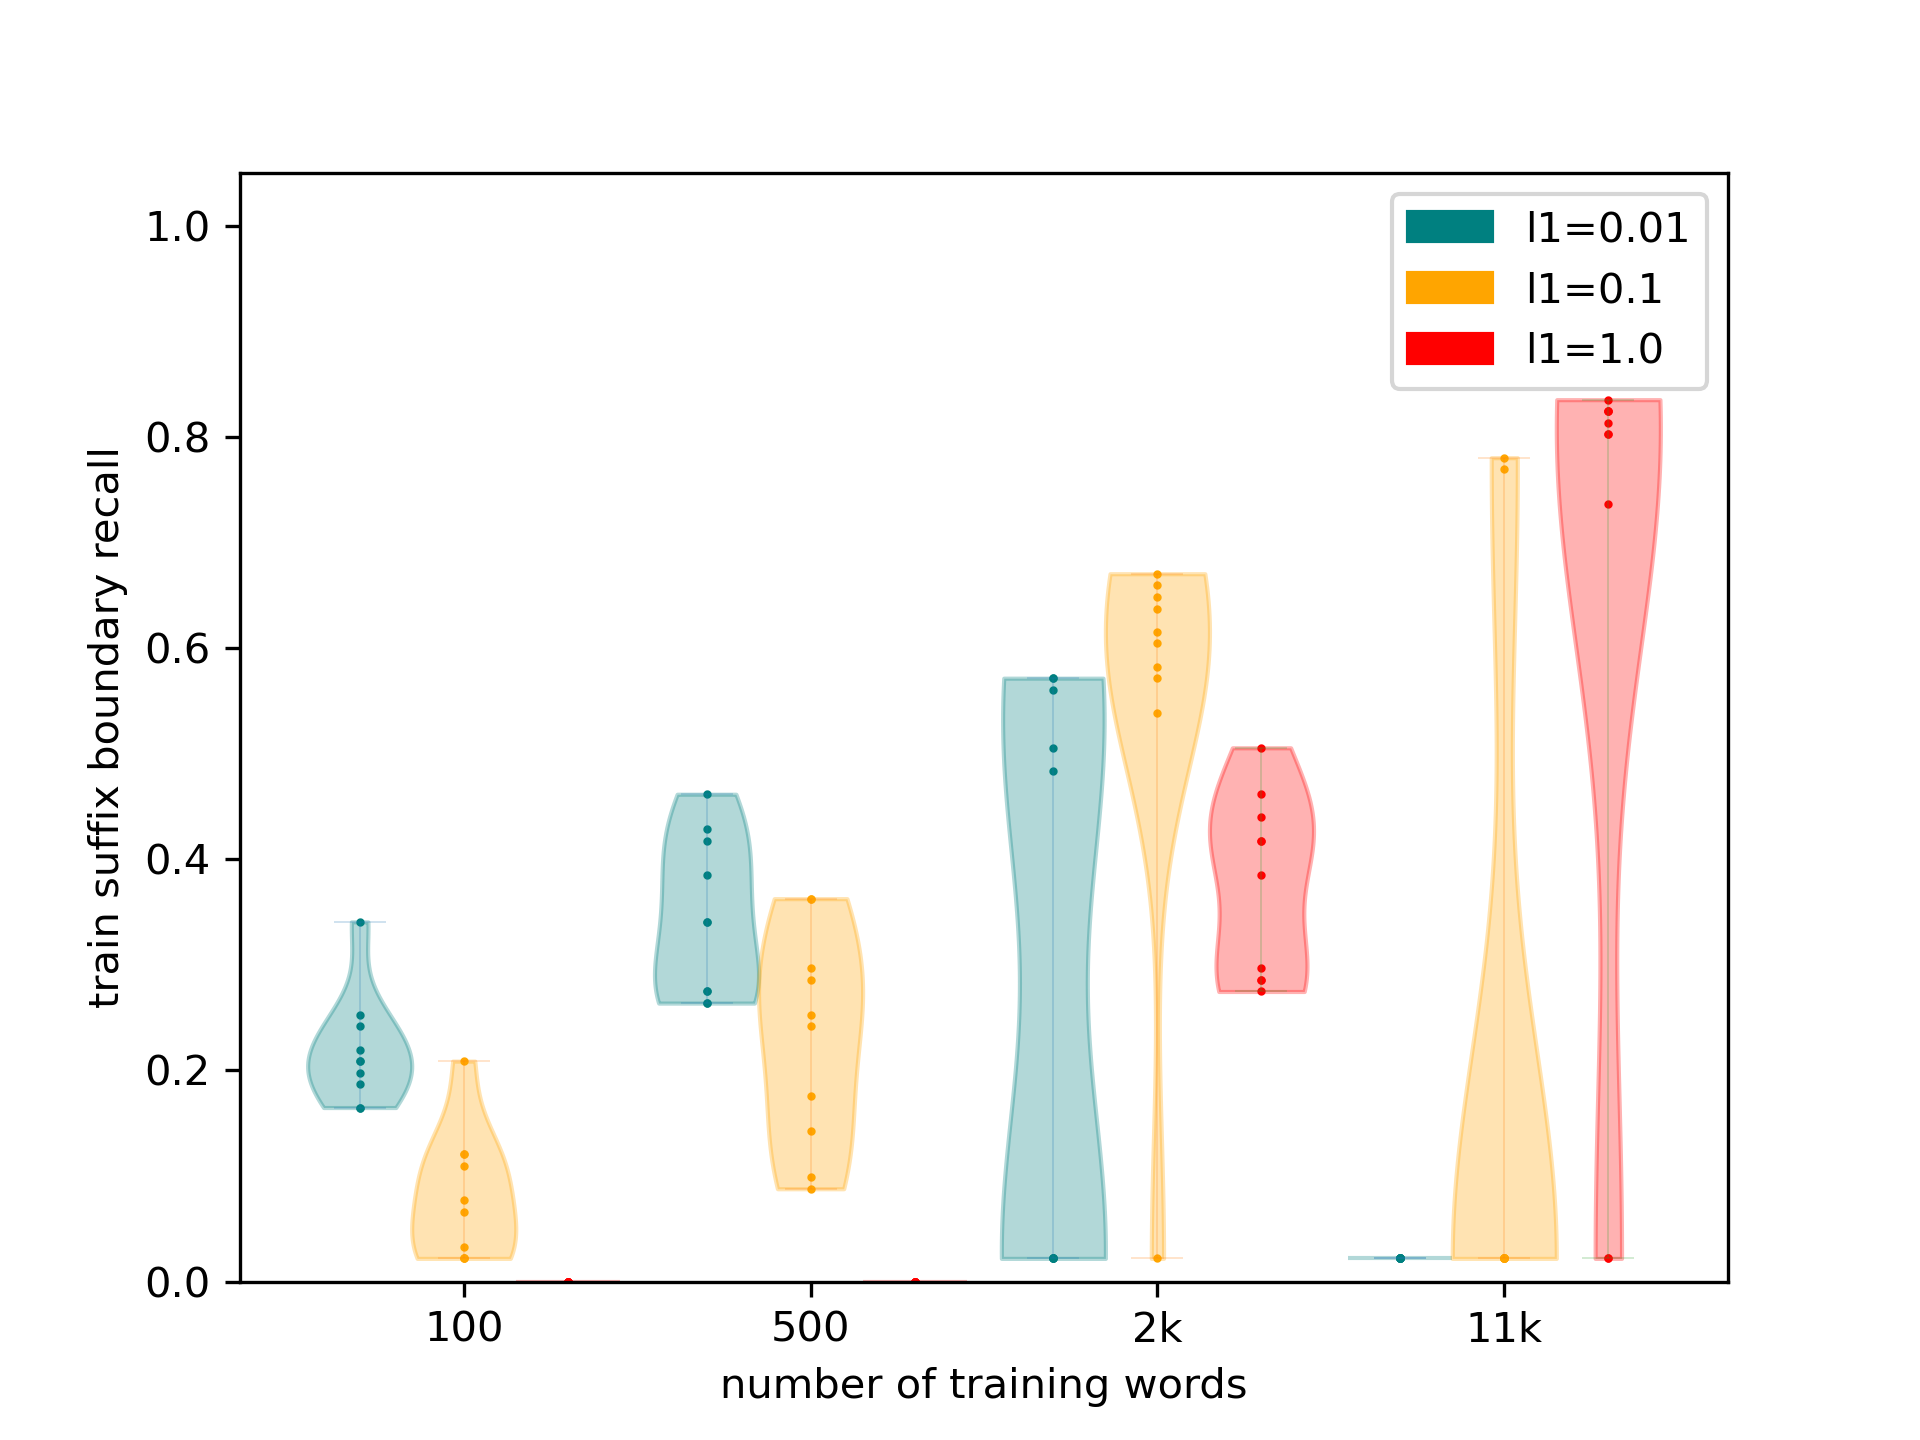 l1=0.01
l1=0.1
l1=1.0
1.0
0.8
0.6
0.4
0.2
0.0
train suffix boundary recall
100 500 2k 11k
number of training words